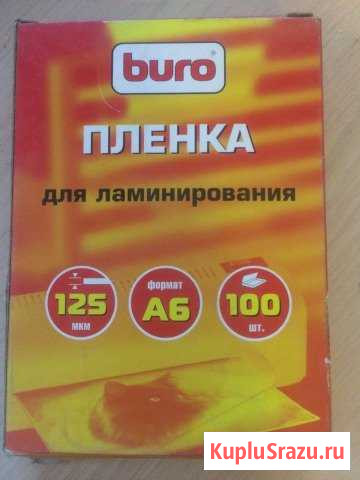 buro
ПЛЕНКА
для ламинирования
125
мкм
формат
А6
100
шт.
KupluSrazu.ru